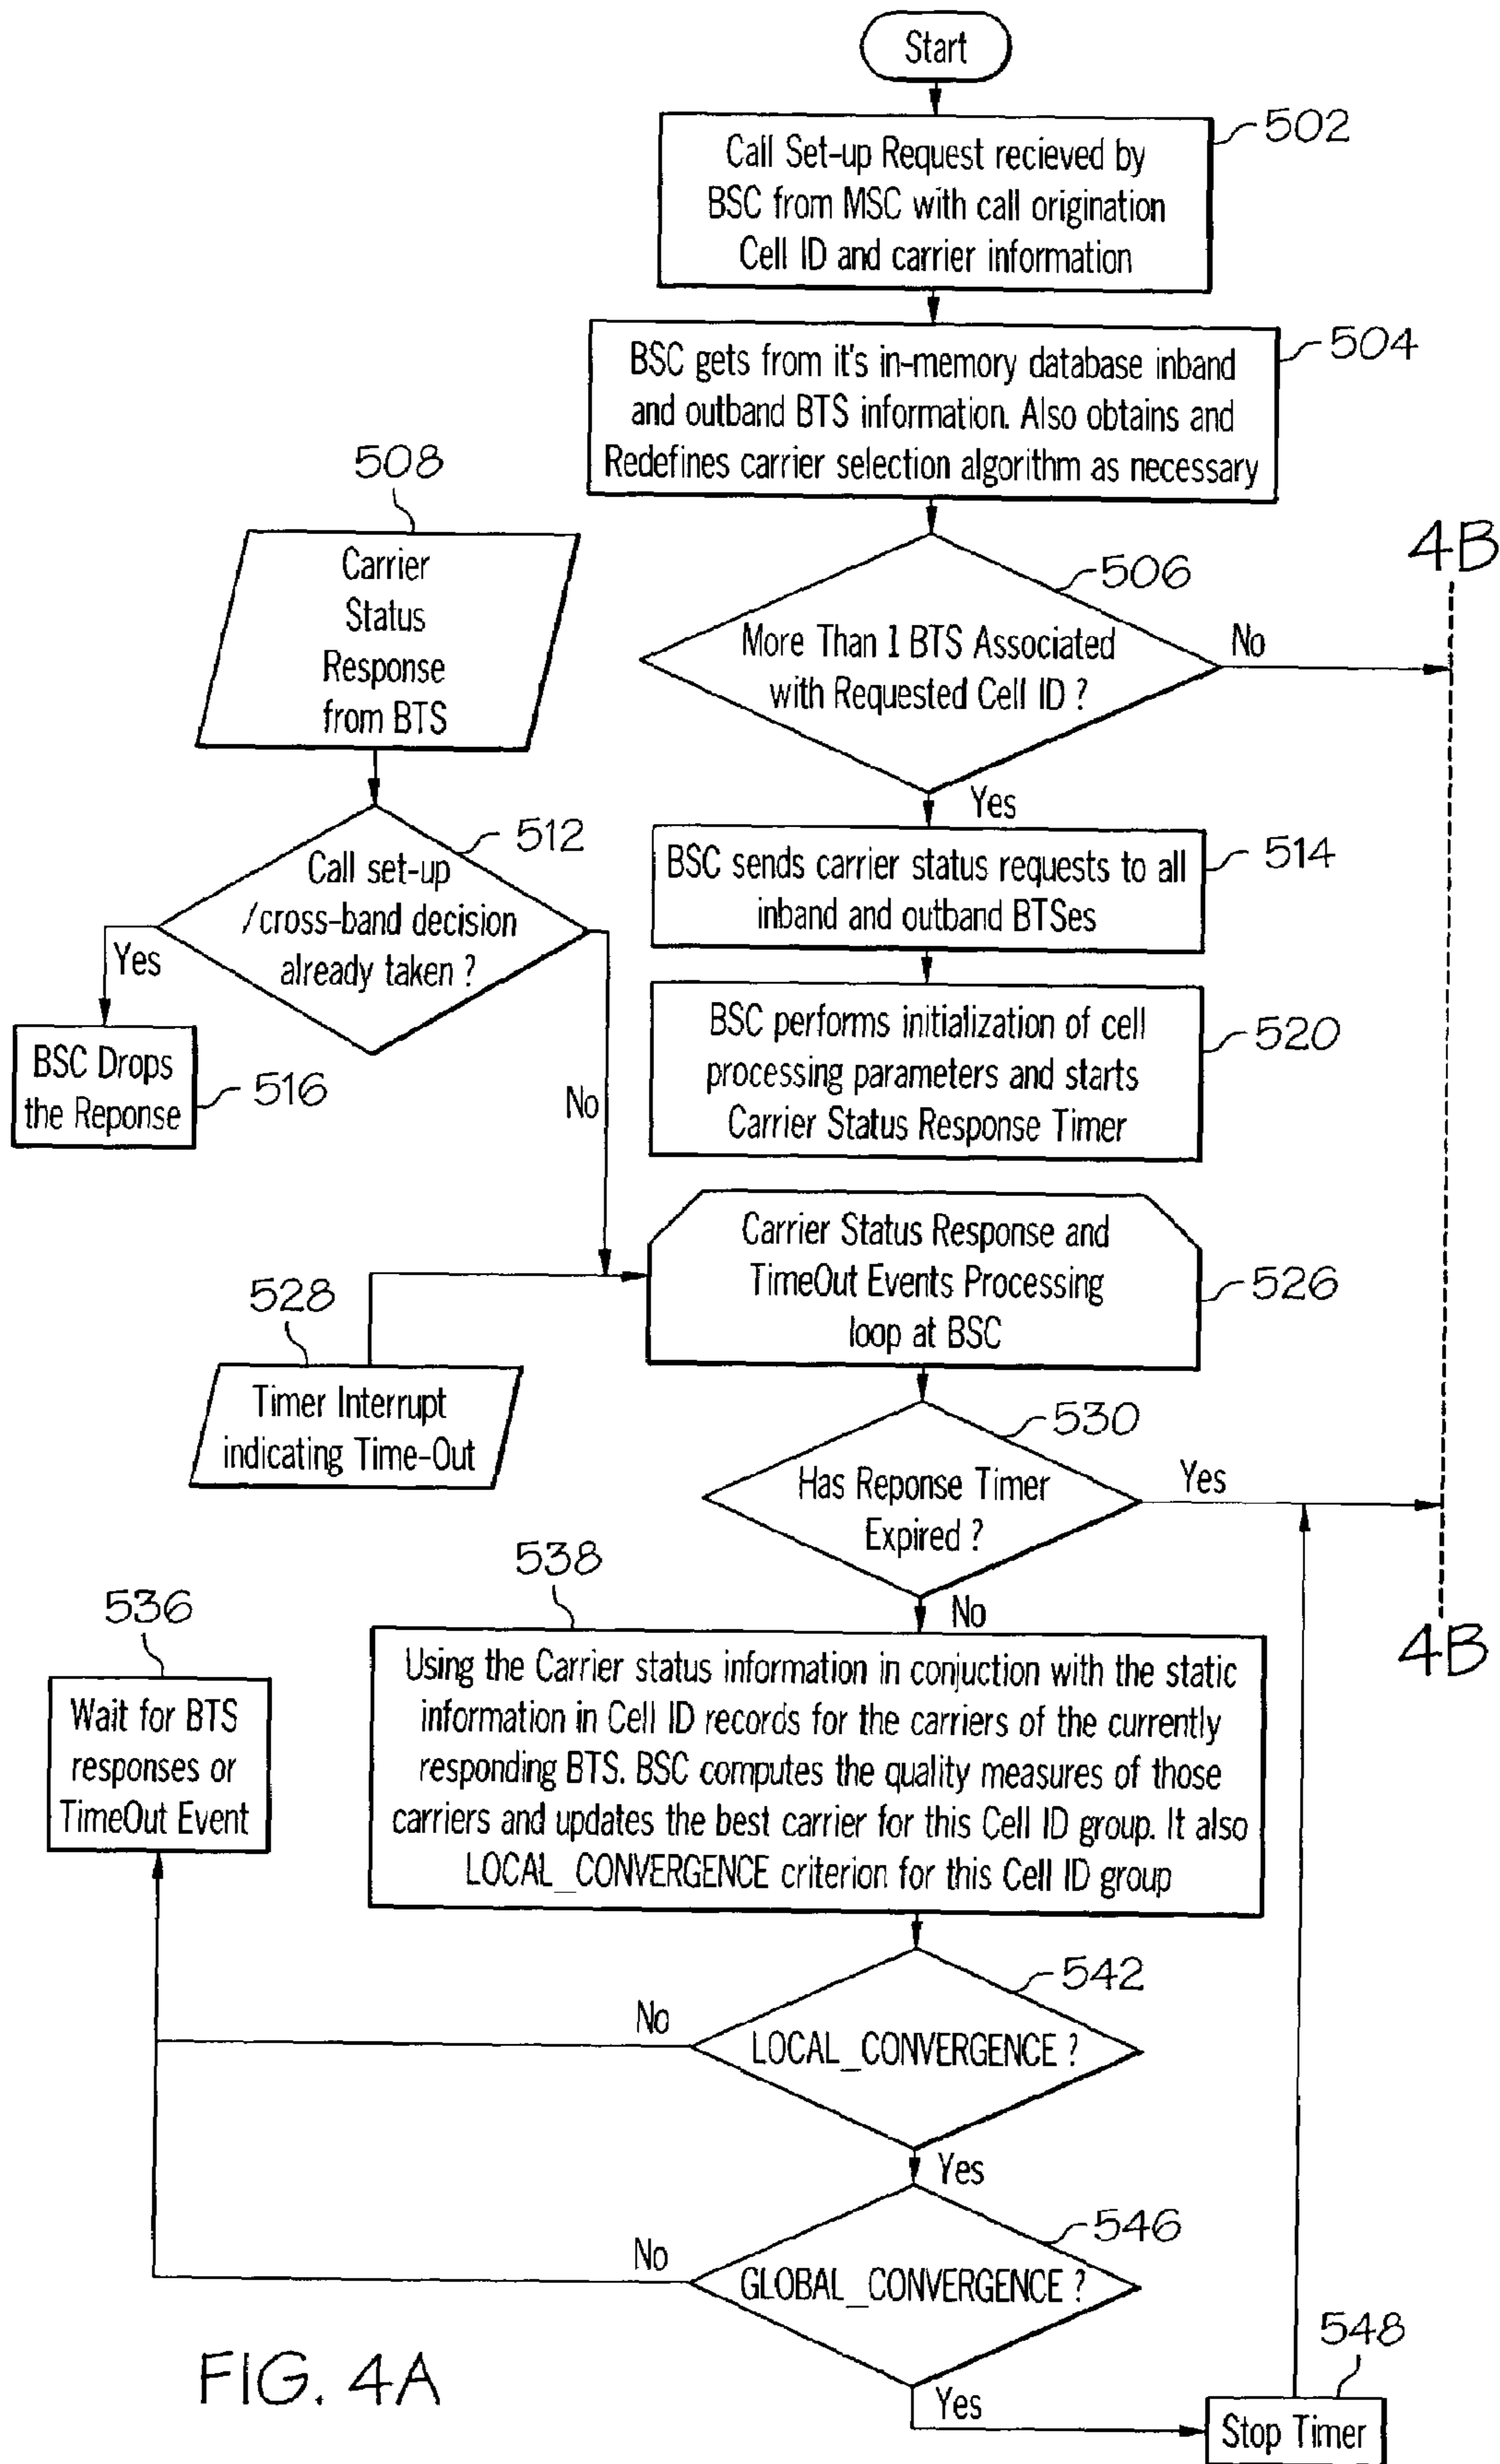 Start
502
Call Set-up Request recieved by
BSC from MSC with call origination
Cell ID and carrier information
504
BSC gets from it's in-memory database inband
and outband BTS information. Also obtains and
Redefines carrier selection algorithm as necessary
508
Carrier
Status
Response
from BTS
4B
506
More Than 1 BTS Associated
with Requested Cell ID ?
No
Yes
512
Call set-up
/cross-band decision
already taken ?
Yes
No
514
BSC sends carrier status requests to all
inband and outband BTSes
BSC Drops
the Reponse
516
520
BSC performs initialization of cell
processing parameters and starts
Carrier Status Response Timer
Carrier Status Response and
TimeOut Events Processing
loop at BSC
526
528
Timer Interrupt
indicating Time-Out
530
Has Reponse Timer
Expired ?
Yes
No
4B
536
Wait for BTS
responses or
TimeOut Event
538
Using the Carrier status information in conjuction with the static
information in Cell ID records for the carriers of the currently
responding BTS. BSC computes the quality measures of those
carriers and updates the best carrier for this Cell ID group. It also
LOCAL_CONVERGENCE criterion for this Cell ID group
542
LOCAL_CONVERGENCE ?
No
Yes
546
GLOBAL_CONVERGENCE ?
No
Yes
548
Stop Timer
FIG. 4A